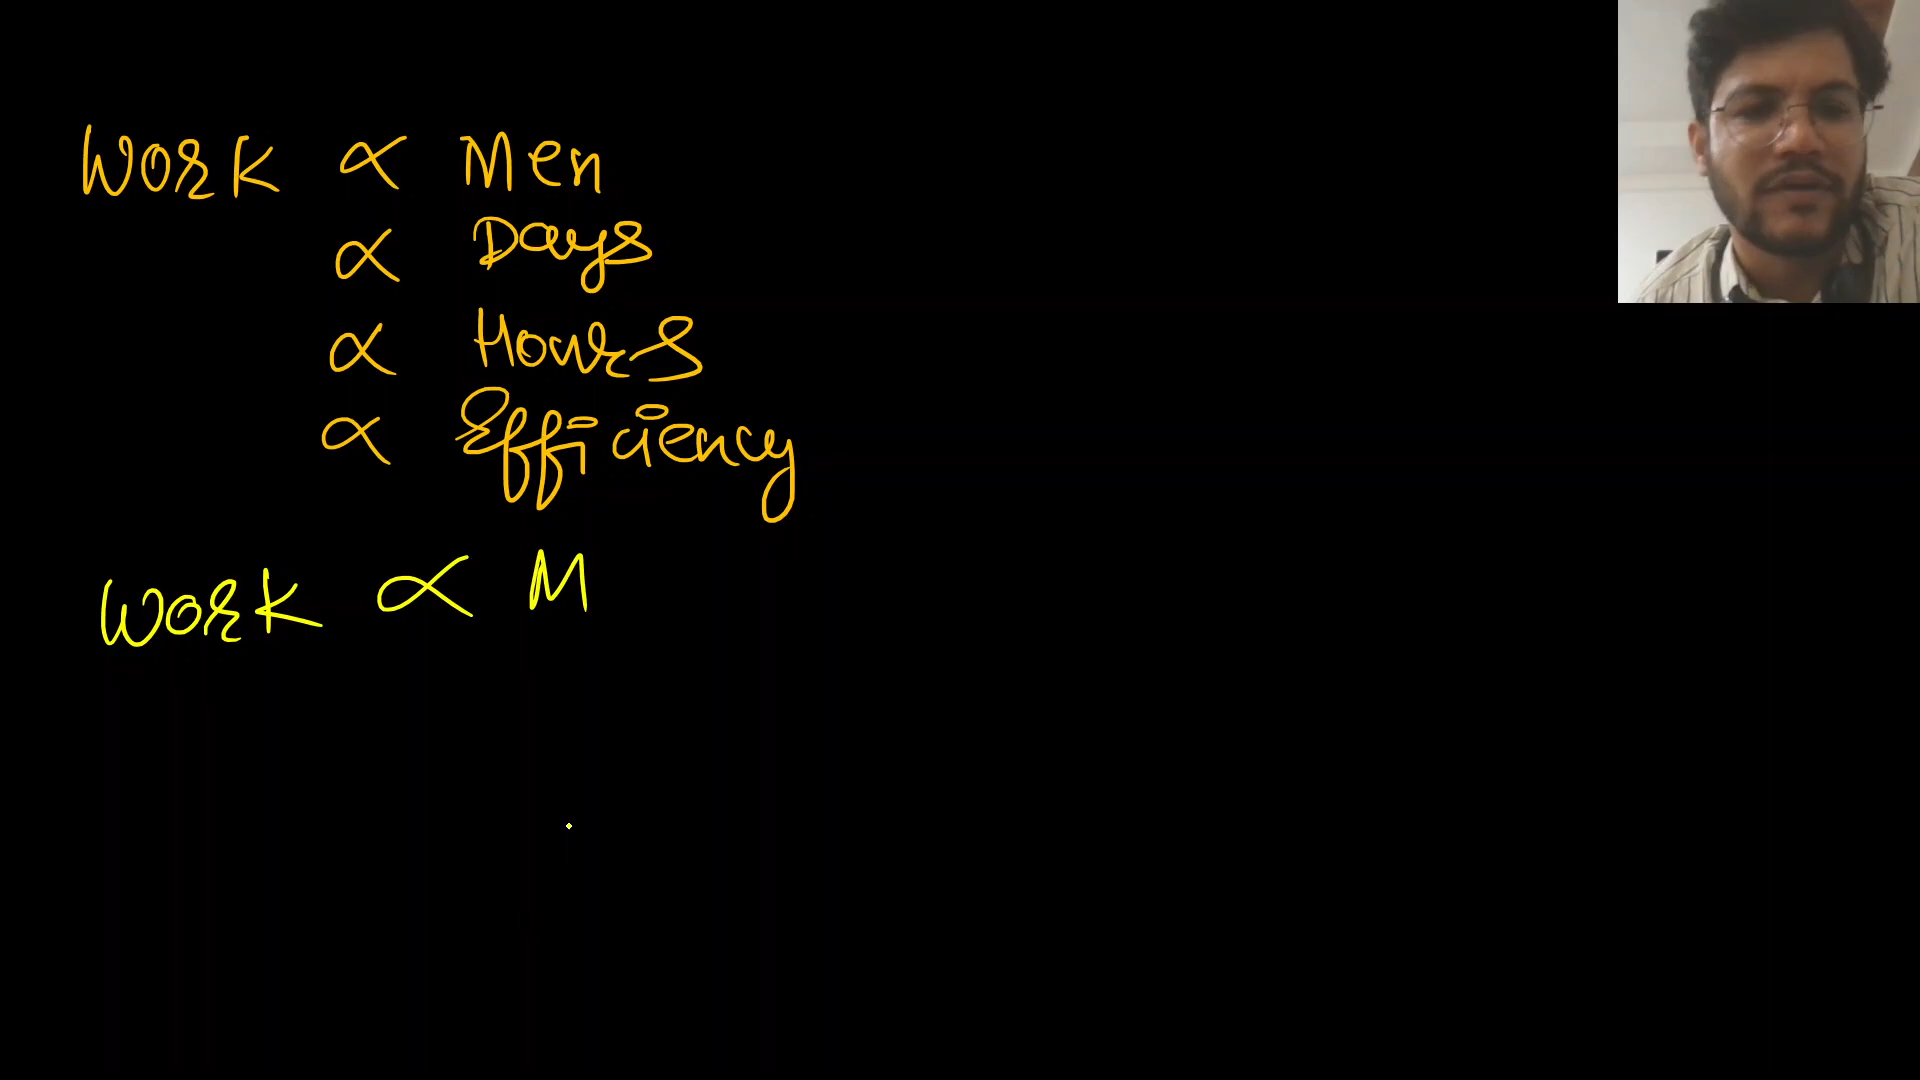 Work ∝ Men
∝ Days
∝ Hours
∝ Efficiency
Work ∝ M